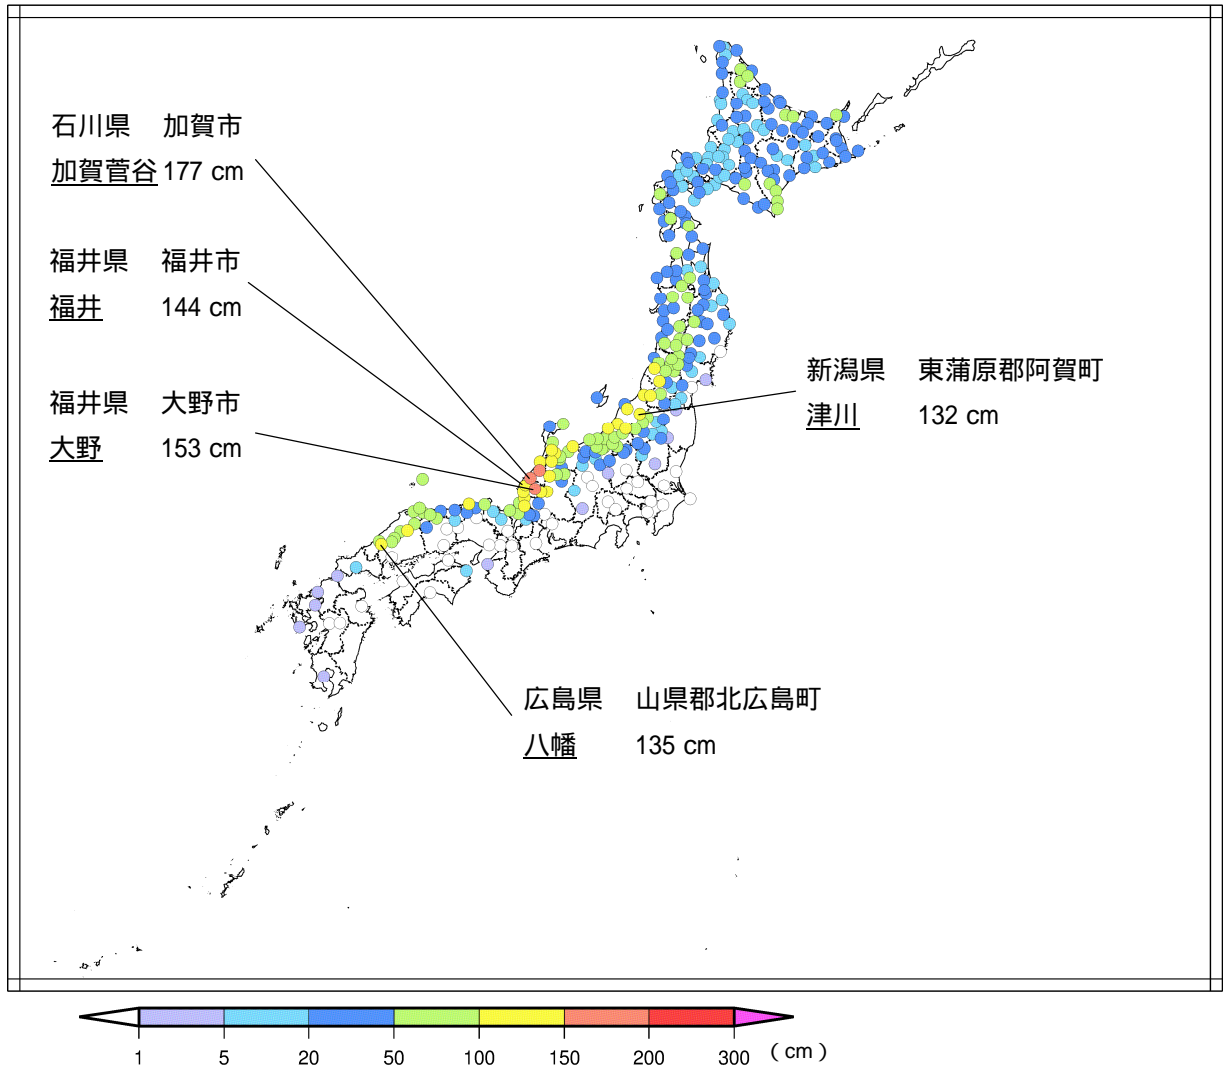 石川県 加賀市
加賀菅谷 177 cm
福井県 福井市
福井 144 cm
福井県 大野市
大野 153 cm
新潟県 東蒲原郡阿賀町
津川 132 cm
広島県 山県郡北広島町
八幡 135 cm
1 5 20 50 100 150 200 300 (cm)